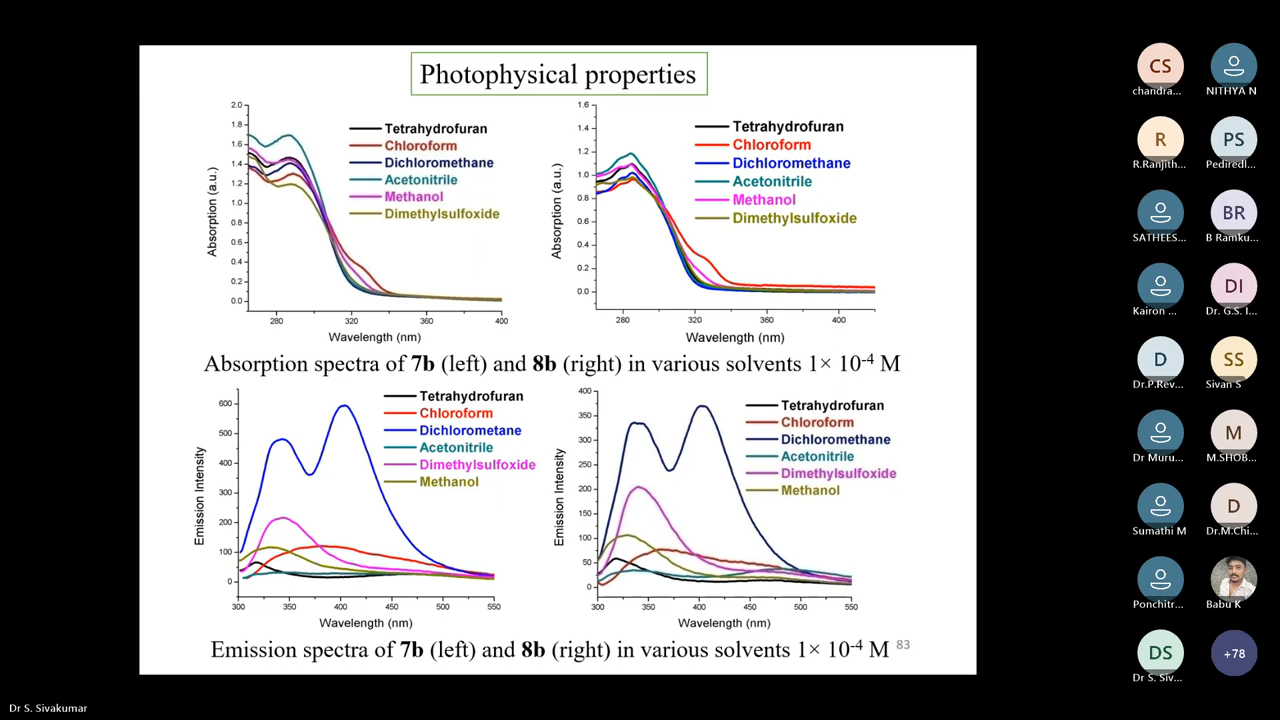 Photophysical properties
2.0
1.8
1.6
1.4
1.2
1.0
0.8
0.6
0.4
0.2
0.0
Absorption (a.u.)
Tetrahydrofuran
Chloroform
Dichloromethane
Acetonitrile
Methanol
Dimethylsulfoxide
280 320 360 400
Wavelength (nm)
1.6
1.4
1.2
1.0
0.8
0.6
0.4
0.2
0.0
Absorption (a.u.)
Tetrahydrofuran
Chloroform
Dichloromethane
Acetonitrile
Methanol
Dimethylsulfoxide
280 320 360 400
Wavelength (nm)
Absorption spectra of 7b (left) and 8b (right) in various solvents 1× 10⁻⁴ M
600
500
400
300
200
100
0
Emission Intensity
Tetrahydrofuran
Chloroform
Dichlorometane
Acetonitrile
Dimethylsulfoxide
Methanol
300 350 400 450 500 550
Wavelength (nm)
400
350
300
250
200
150
100
50
0
Emission Intensity
Tetrahydrofuran
Chloroform
Dichloromethane
Acetonitrile
Dimethylsulfoxide
Methanol
300 350 400 450 500 550
Wavelength (nm)
Emission spectra of 7b (left) and 8b (right) in various solvents 1× 10⁻⁴ M 83
CS
chandra...
NITHYA N
R
R.Ranjith...
PS
Pediredi...
SATHEES...
BR
B Ramku...
Kairon ...
DI
Dr. G.S. I...
D
Dr.P.Rev...
SS
Sivan S
Dr Muru...
M
M.SHOB...
Sumathi M
D
Dr.M.Chi...
Ponchitr...
Babu K
DS
Dr S. Siv...
+78
Dr S. Sivakumar